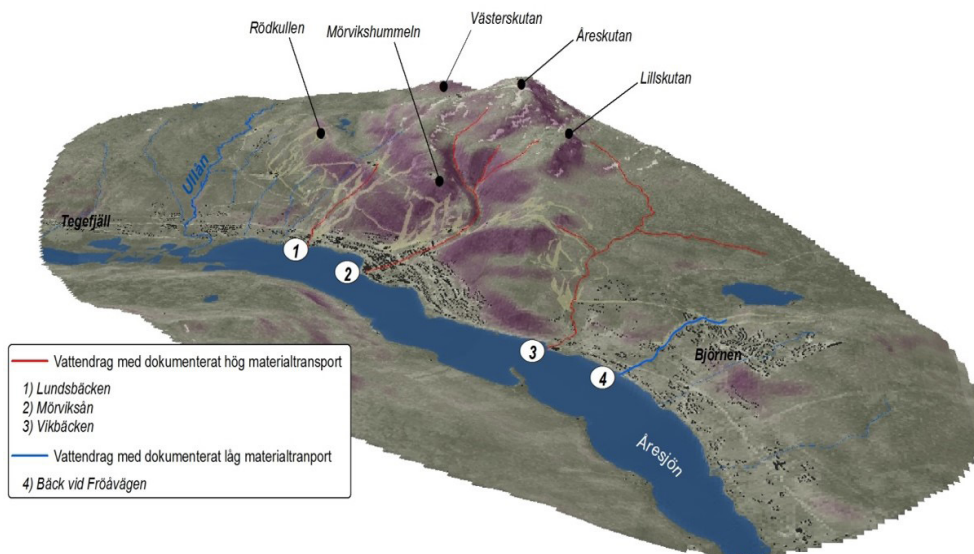 Västerskutan
Rödkullen
Mörvikshummeln
Åreskutan
Lillskutan
Ullån
Tegefjäll
1
2
3
4
Björnen
Åresjön
Vattendrag med dokumenterat hög materialtransport
1) Lundsbäcken
2) Mörviksån
3) Vikbäcken
Vattendrag med dokumenterat låg materialtranport
4) Bäck vid Fröåvägen